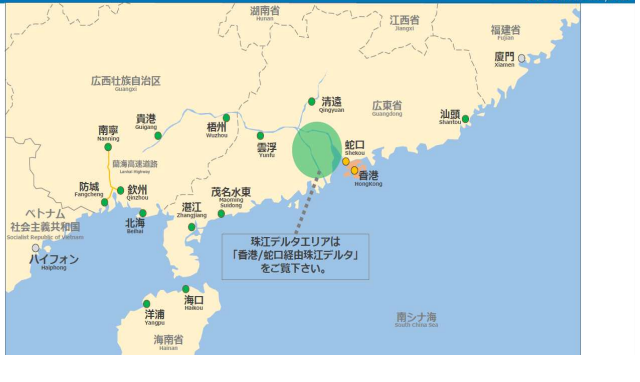 湖南省
Hunan
江西省
Jiangxi
福建省
Fujian
廈門
Xiamen
広西壮族自治区
Guangxi
清遠
Qingyuan
広東省
Guangdong
汕頭
Shantou
貴港
Guigang
梧州
Wuzhou
南寧
Nanning
雲浮
Yunfu
蛇口
Shekou
香港
HongKong
蘭海高速道路
Lanhai Highway
防城
Fangcheng
欽州
Qinzhou
茂名水東
Maoming
Suidong
湛江
Zhangjiang
北海
Beihai
ベトナム
社会主義共和国
Socialist Republic of Vietnam
ハイフォン
Haiphong
珠江デルタエリアは
「香港/蛇口経由珠江デルタ」
をご覧下さい。
海口
Haikou
洋浦
Yangpu
海南省
Hainan
南シナ海
South China Sea